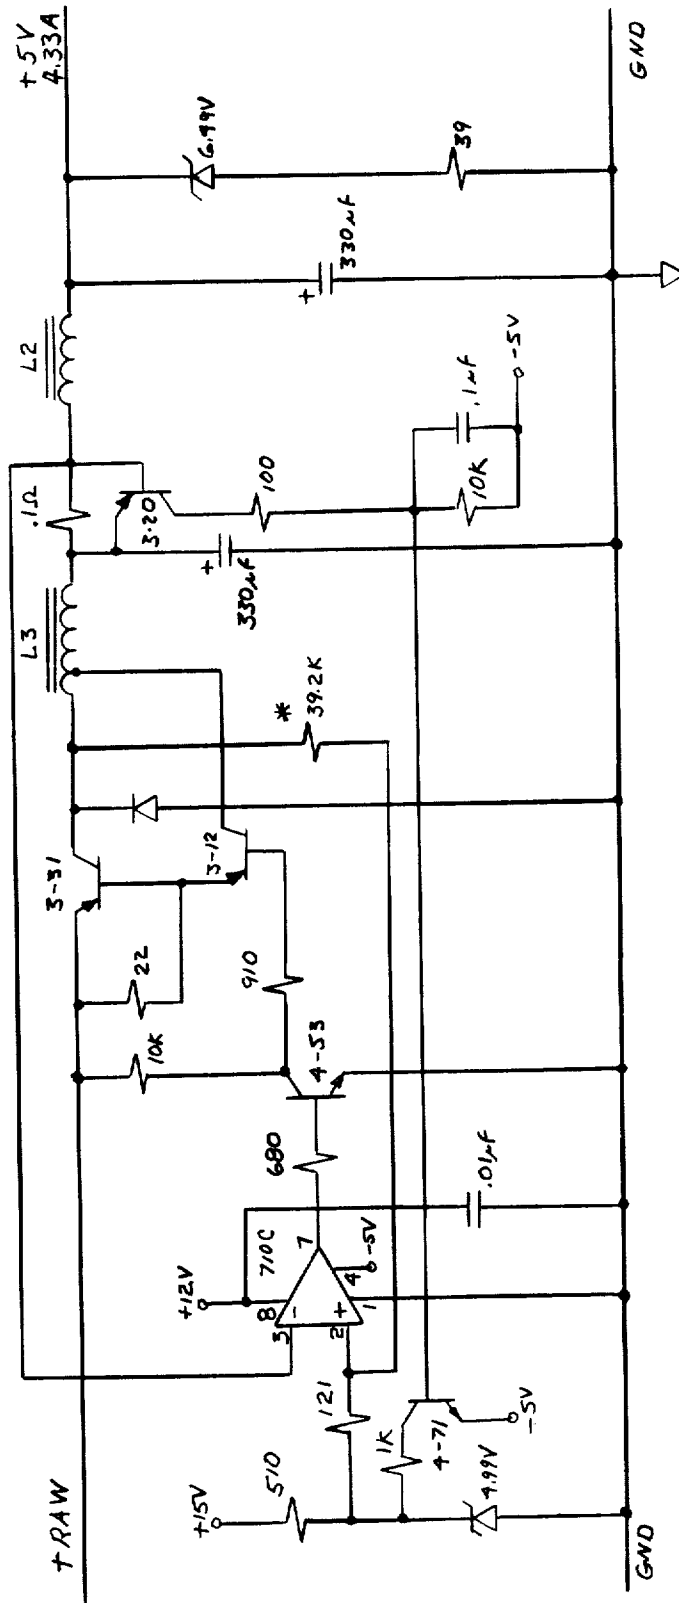 +5V
4.33A
GND
6.49V
39
330µF
+
L2
.1Ω
3-20
100
.1µF
10K
-5V
+
330µF
L3
*
39.2K
3-31
3-12
22
910
10K
4-53
680
.01µF
+12V
710C
8
7
-
3
+
2
4
1
-5V
121
1K
4-71
-5V
510
+15V
4.99V
+RAW
GND